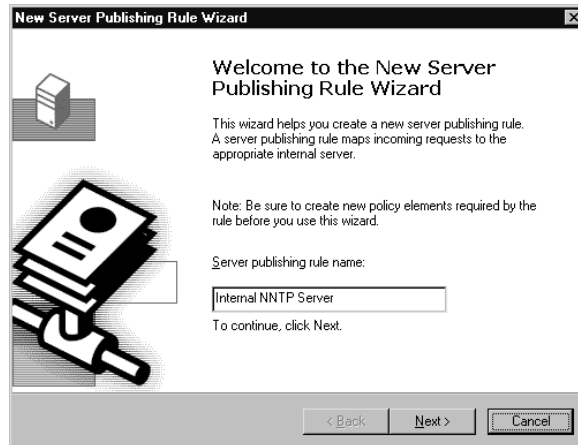 New Server Publishing Rule Wizard
Welcome to the New Server
Publishing Rule Wizard
This wizard helps you create a new server publishing rule.
A server publishing rule maps incoming requests to the
appropriate internal server.
Note: Be sure to create new policy elements required by the
rule before you use this wizard.
Server publishing rule name:
Internal NNTP Server
To continue, click Next.
< Back Next > Cancel